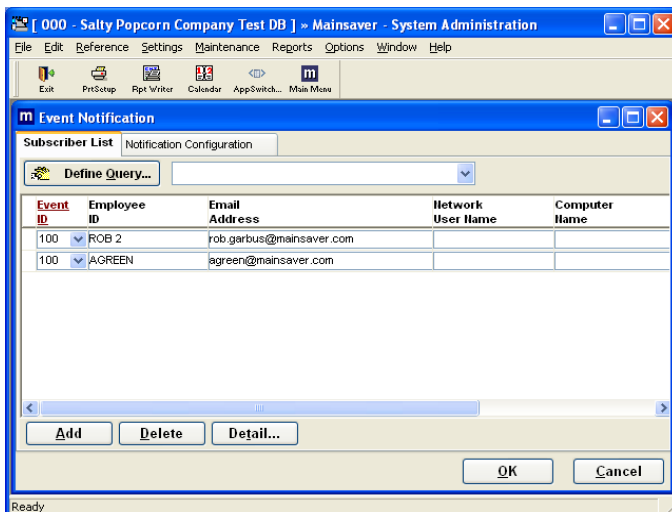 [ 000 - Salty Popcorn Company Test DB ] » Mainsaver - System Administration
File Edit Reference Settings Maintenance Reports Options Window Help
Exit PrtSetup Rpt Writer Calendar AppSwitch... Main Menu
m Event Notification
Subscriber List Notification Configuration
Define Query...
Event Employee Email Network Computer
ID ID Address User Name Name
100 ROB 2 rob.garbus@mainsaver.com
100 AGREEN agreen@mainsaver.com
Add Delete Detail...
OK Cancel
Ready